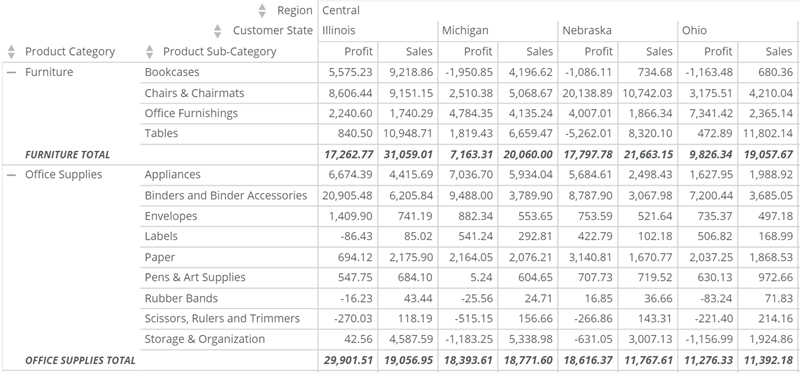 Region Central
Customer State Illinois Michigan Nebraska Ohio
Product Category Product Sub-Category Profit Sales Profit Sales Profit Sales Profit Sales
Furniture Bookcases 5,575.23 9,218.86 -1,950.85 4,196.62 -1,086.11 734.68 -1,163.48 680.36
Chairs & Chairmats 8,606.44 9,151.15 2,510.38 5,068.67 20,138.89 10,742.03 3,175.51 4,210.04
Office Furnishings 2,240.60 1,740.29 4,784.35 4,135.24 4,007.01 1,866.34 7,341.42 2,365.14
Tables 840.50 10,948.71 1,819.43 6,659.47 -5,262.01 8,320.10 472.89 11,802.14
FURNITURE TOTAL 17,262.77 31,059.01 7,163.31 20,060.00 17,797.78 21,663.15 9,826.34 19,057.67
Office Supplies Appliances 6,674.39 4,415.69 7,036.70 5,934.04 5,684.61 2,498.43 1,627.95 1,988.92
Binders and Binder Accessories 20,905.48 6,205.84 9,488.00 3,789.90 8,787.90 3,067.98 7,200.44 3,685.05
Envelopes 1,409.90 741.19 882.34 553.65 753.59 521.64 735.37 497.18
Labels -86.43 85.02 541.24 292.81 422.79 102.18 506.82 168.99
Paper 694.12 2,175.90 2,164.05 2,076.21 3,140.81 1,670.77 2,037.25 1,868.53
Pens & Art Supplies 547.75 684.10 5.24 604.65 707.73 719.52 630.13 972.66
Rubber Bands -16.23 43.44 -25.56 24.71 16.85 36.66 -83.24 71.83
Scissors, Rulers and Trimmers -270.03 118.19 -515.15 156.66 -266.86 143.31 -221.40 214.16
Storage & Organization 42.56 4,587.59 -1,183.25 5,338.98 -631.05 3,007.13 -1,156.99 1,924.86
OFFICE SUPPLIES TOTAL 29,901.51 19,056.95 18,393.61 18,771.60 18,616.37 11,767.61 11,276.33 11,392.18